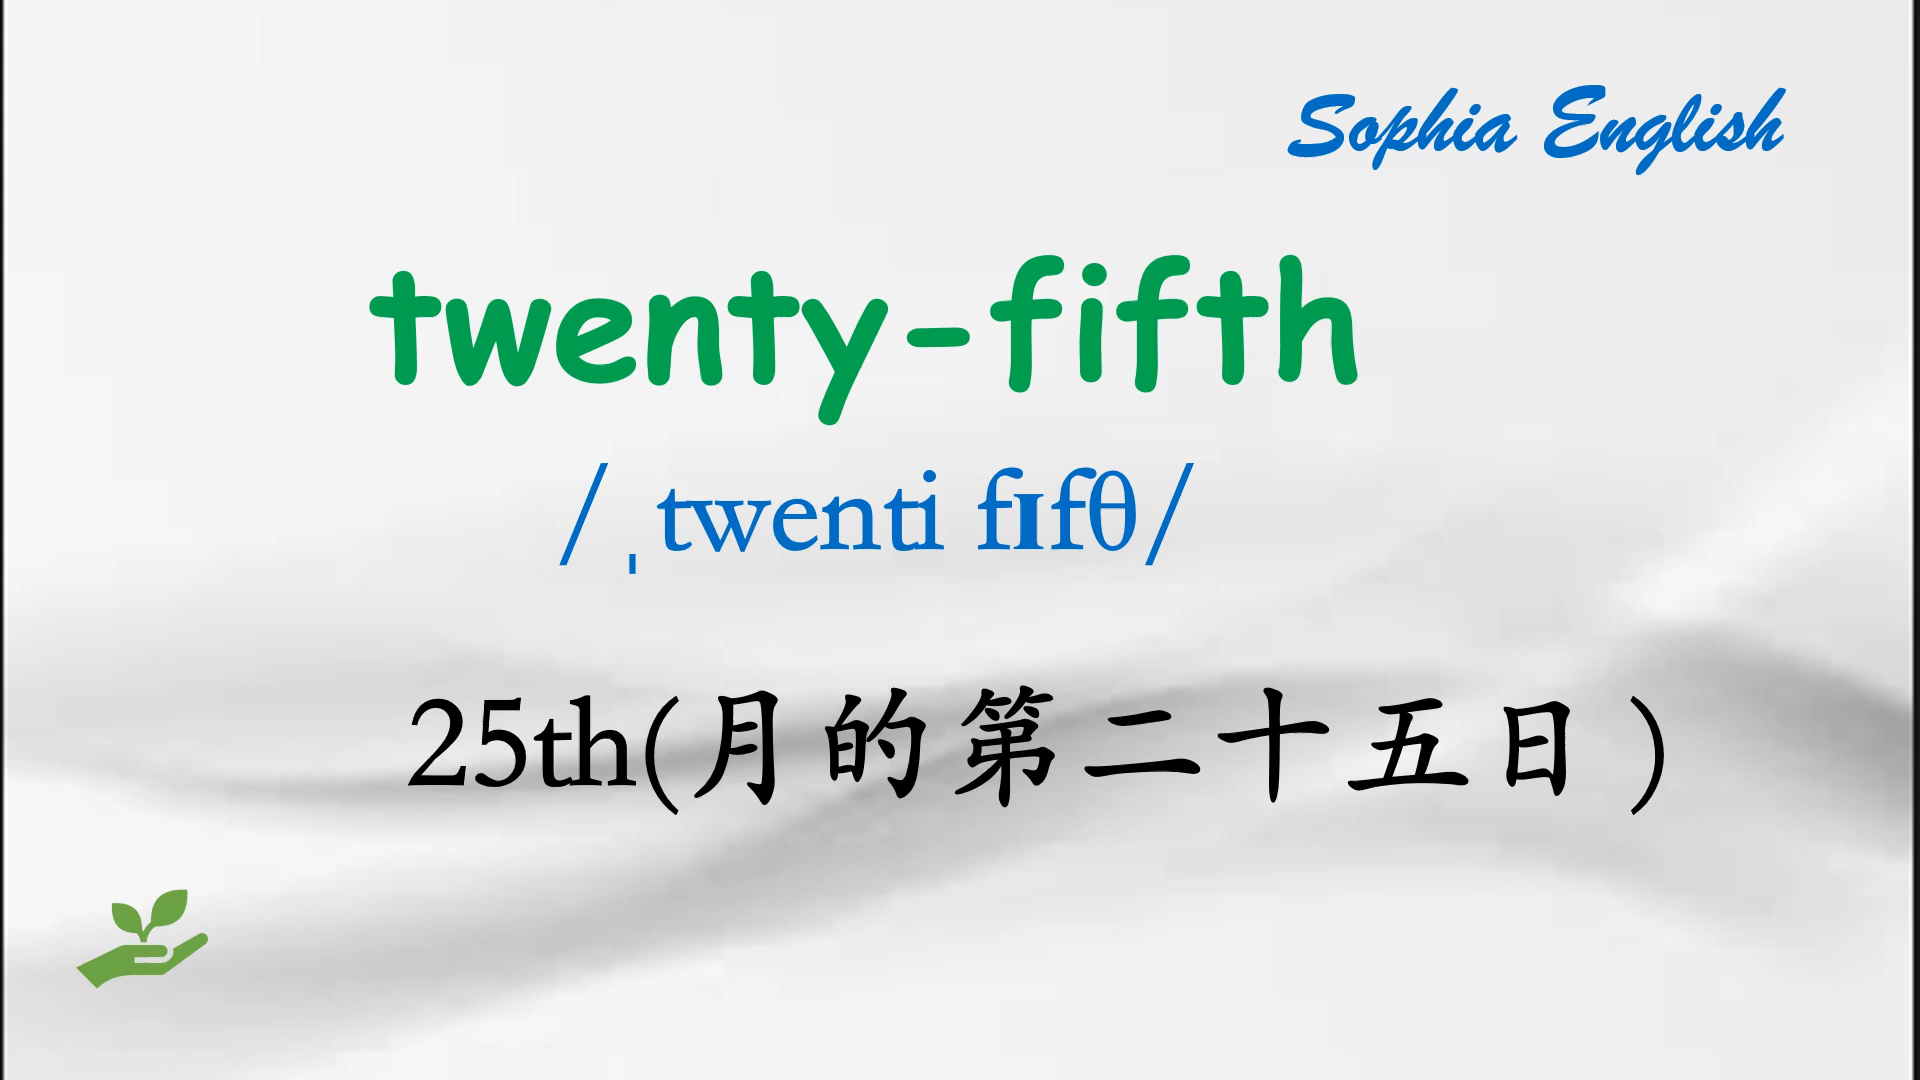 Sophia English
twenty-fifth
/ˌtwenti fɪfθ/
25th(月的第二十五日)